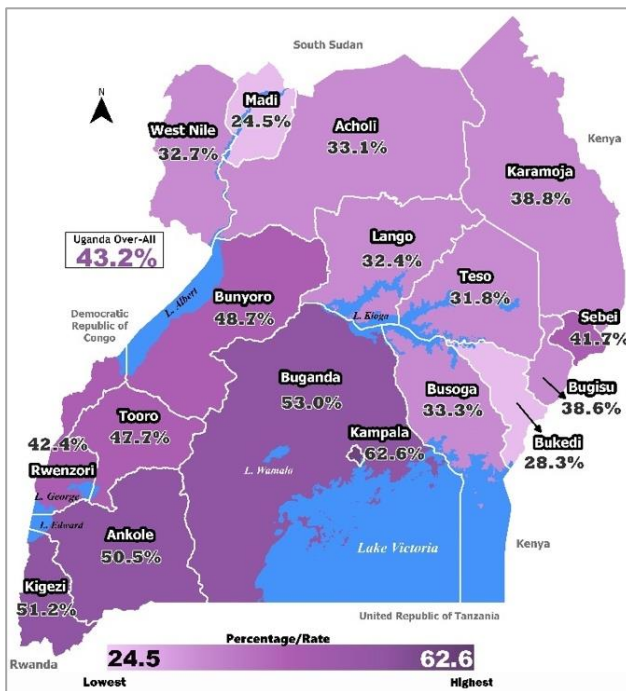 South Sudan
N
Madi
24.5%
West Nile
32.7%
Acholi
33.1%
Kenya
Karamoja
38.8%
Uganda Over-All
43.2%
Lango
32.4%
Teso
31.8%
L. Albert
Bunyoro
48.7%
L. Kioga
Democratic
Republic of
Congo
Sebei
41.7%
Buganda
53.0%
Busoga
33.3%
Bugisu
38.6%
Tooro
47.7%
42.4%
Rwenzori
Kampala
62.6%
Bukedi
28.3%
L. Wamala
L. George
L. Edward
Ankole
50.5%
Lake Victoria
Kenya
Kigezi
51.2%
United Republic of Tanzania
Rwanda
Percentage/Rate
24.5
62.6
Lowest
Highest